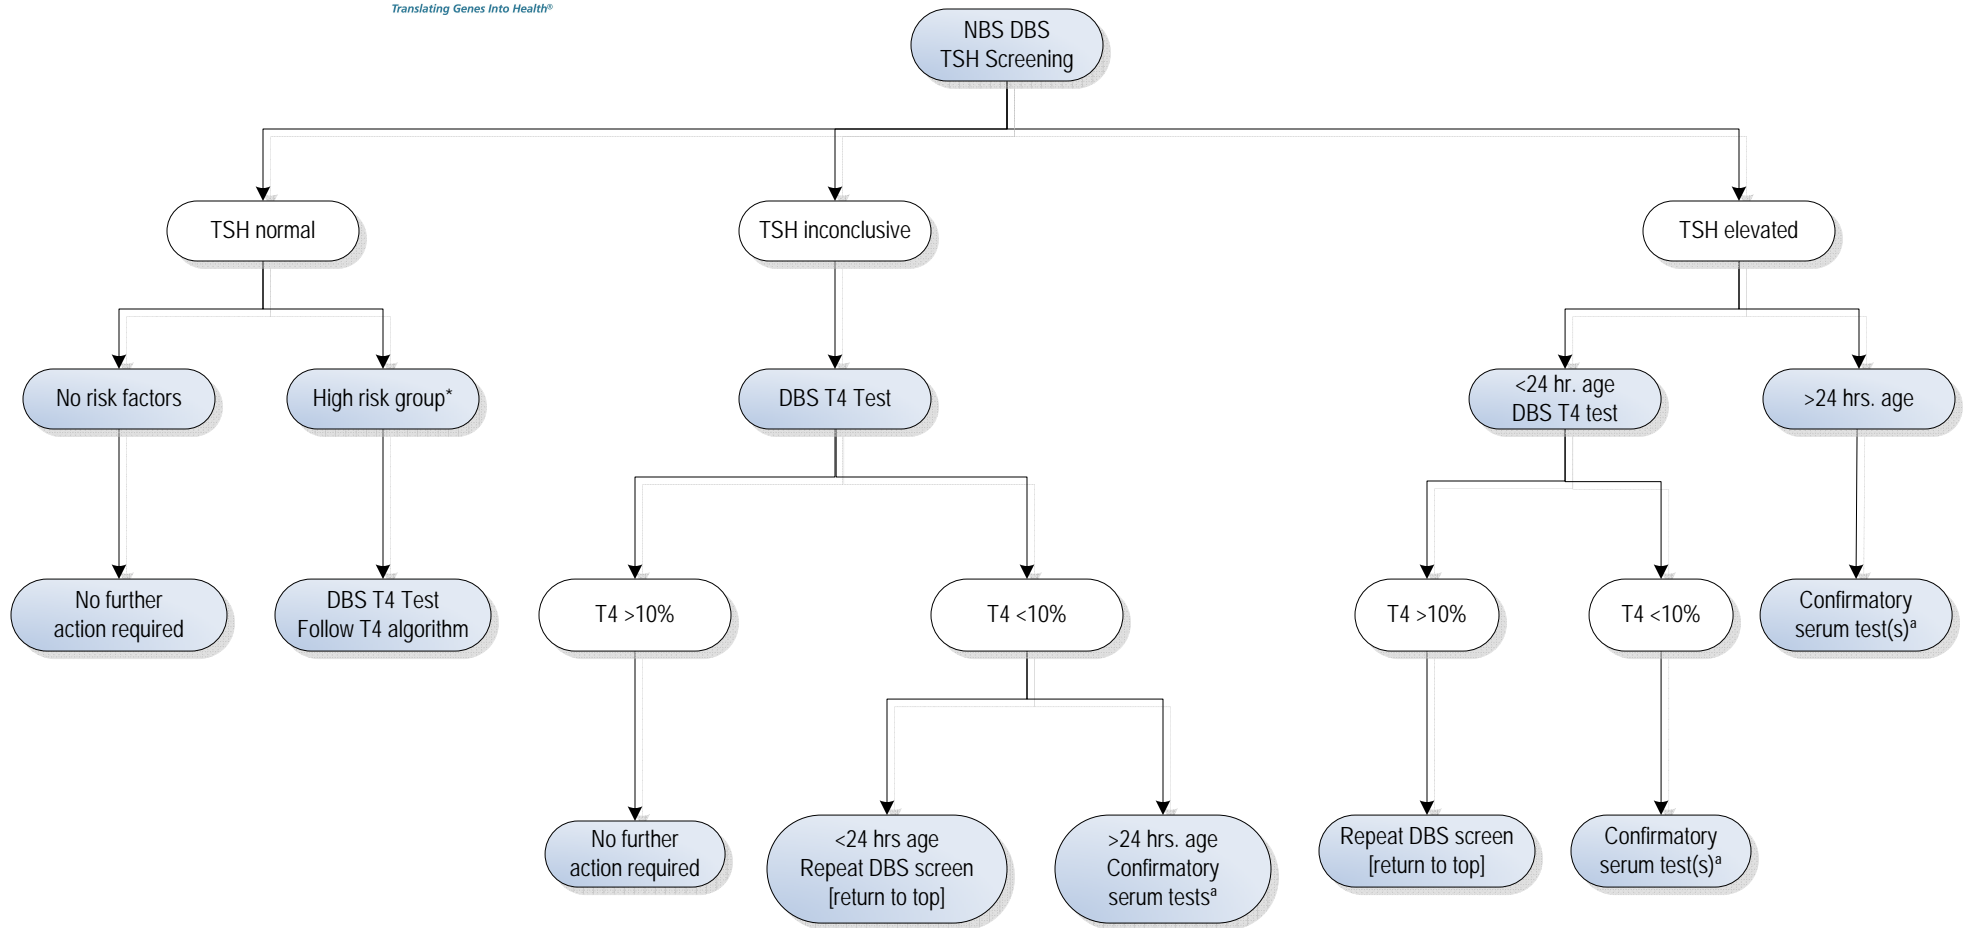 Translating Genes Into Health®
NBS DBS
TSH Screening
TSH normal
TSH inconclusive
TSH elevated
No risk factors
High risk group*
DBS T4 Test
<24 hr. age
DBS T4 test
>24 hrs. age
No further
action required
DBS T4 Test
Follow T4 algorithm
T4 >10%
T4 <10%
T4 >10%
T4 <10%
Confirmatory
serum test(s)ᵃ
No further
action required
<24 hrs age
Repeat DBS screen
[return to top]
>24 hrs. age
Confirmatory
serum testsᵃ
Repeat DBS screen
[return to top]
Confirmatory
serum test(s)ᵃ